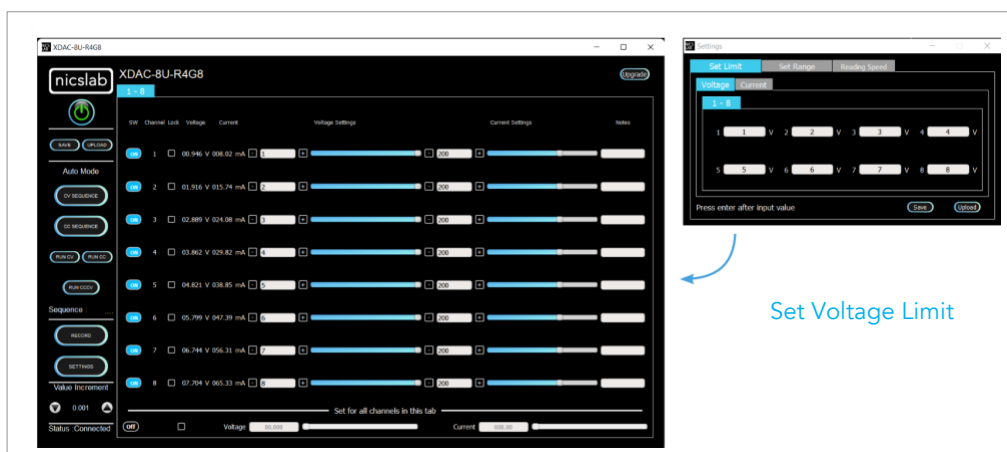 XDAC-8U-R4G8
nicslab
XDAC-8U-R4G8
Upgrade
1 - 8
SW Channel Lock Voltage Current Voltage Settings Current Settings Notes
SAVE UPLOAD
Auto Mode
CV SEQUENCE
CC SEQUENCE
RUN CV RUN CC
RUN CCCV
Sequence : ....
RECORD
SETTINGS
Value Increment
0.001
Status :Connected
ON 1 00.946 V 008.02 mA - 1 + - 200 +
ON 2 01.916 V 015.74 mA - 2 + - 200 +
ON 3 02.889 V 024.08 mA - 3 + - 200 +
ON 4 03.862 V 029.82 mA - 4 + - 200 +
ON 5 04.821 V 038.85 mA - 5 + - 200 +
ON 6 05.799 V 047.39 mA - 6 + - 200 +
ON 7 06.744 V 056.31 mA - 7 + - 200 +
ON 8 07.704 V 065.33 mA - 8 + - 200 +
Set for all channels in this tab
Off Voltage 00.000 Current 000.00
Settings
Set Limit Set Range Reading Speed
Voltage Current
1 - 8
1 1 V 2 2 V 3 3 V 4 4 V
5 5 V 6 6 V 7 7 V 8 8 V
Press enter after input value Save Upload
Set Voltage Limit